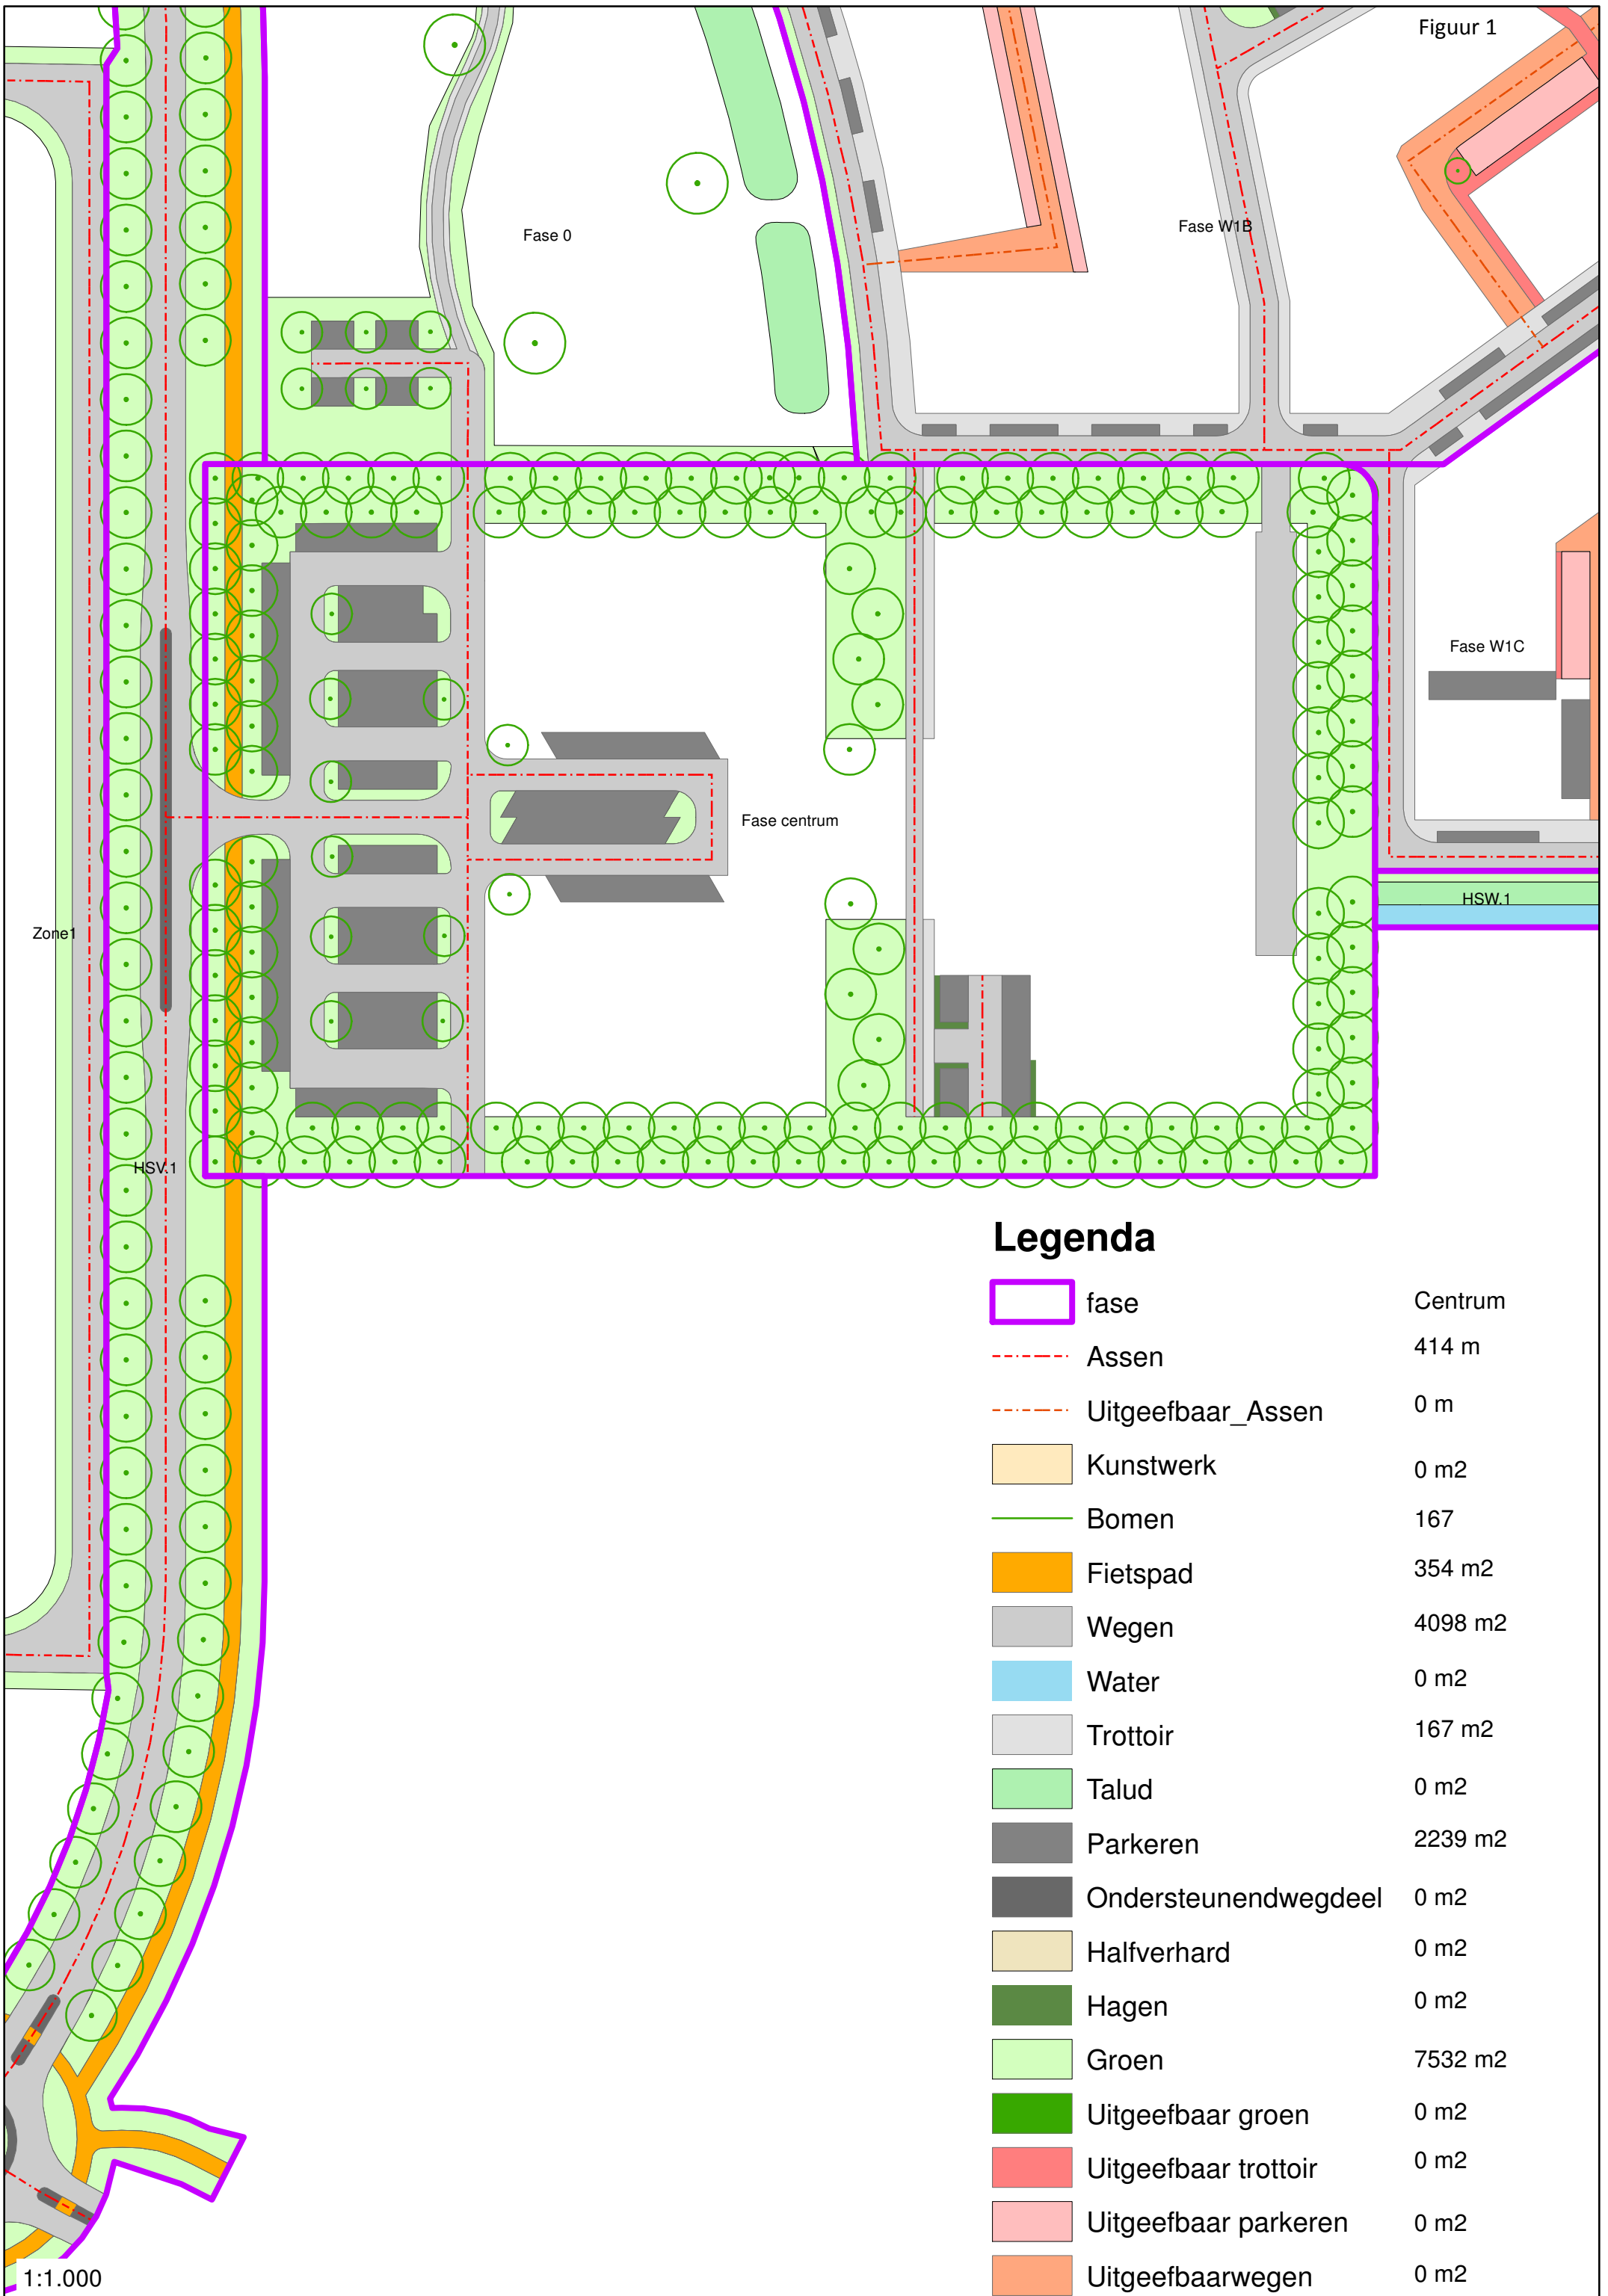 Figuur 1
Fase 0
Fase W1B
Fase W1C
Fase centrum
HSW.1
Zone1
HSV.1
Legenda
fase Centrum
Assen 414 m
Uitgeefbaar_Assen 0 m
Kunstwerk 0 m2
Bomen 167
Fietspad 354 m2
Wegen 4098 m2
Water 0 m2
Trottoir 167 m2
Talud 0 m2
Parkeren 2239 m2
Ondersteunendwegdeel 0 m2
Halfverhard 0 m2
Hagen 0 m2
Groen 7532 m2
Uitgeefbaar groen 0 m2
Uitgeefbaar trottoir 0 m2
Uitgeefbaar parkeren 0 m2
Uitgeefbaarwegen 0 m2
1:1.000